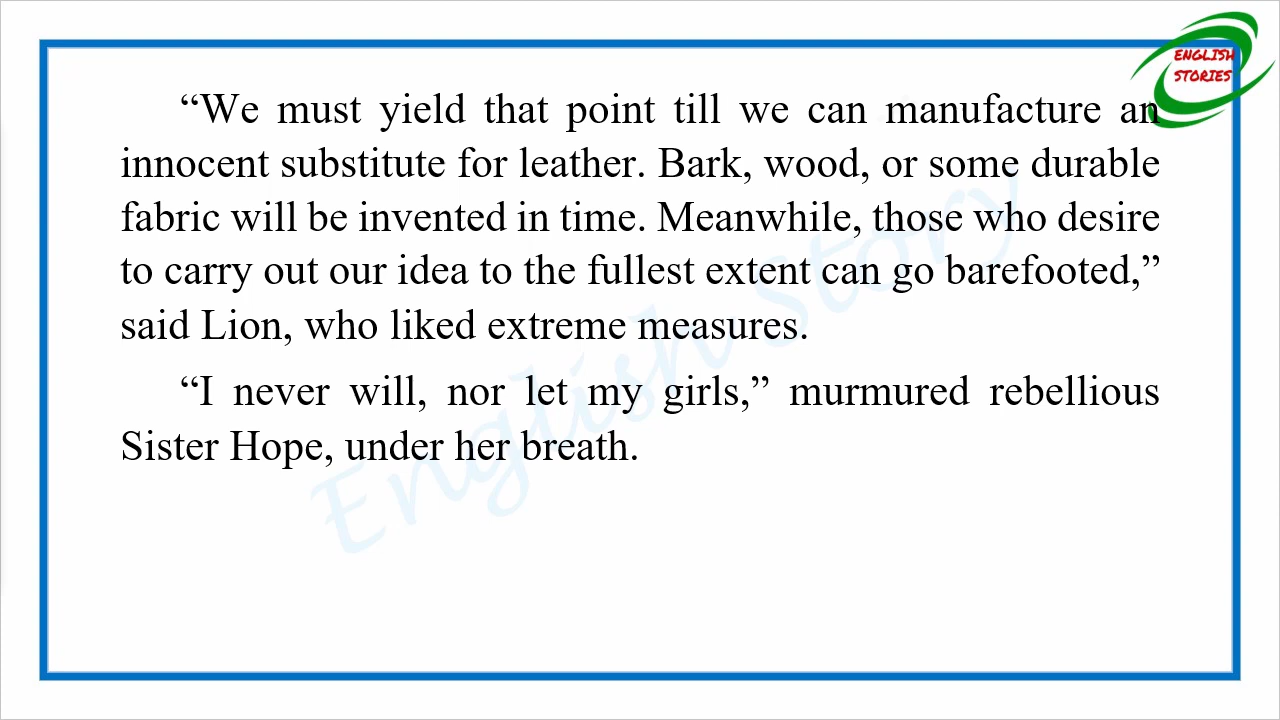 ENGLISH
STORIES
“We must yield that point till we can manufacture an
innocent substitute for leather. Bark, wood, or some durable
fabric will be invented in time. Meanwhile, those who desire
to carry out our idea to the fullest extent can go barefooted,”
said Lion, who liked extreme measures.
“I never will, nor let my girls,” murmured rebellious
Sister Hope, under her breath.
English Story